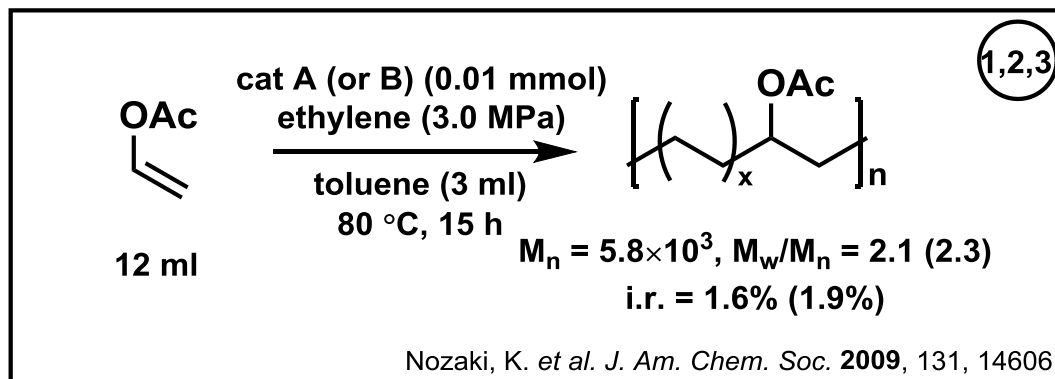 1,2,3
cat A (or B) (0.01 mmol)
ethylene (3.0 MPa)
toluene (3 ml)
80 °C, 15 h
OAc
12 ml
OAc
x
n
Mn = 5.8×10³, Mw/Mn = 2.1 (2.3)
i.r. = 1.6% (1.9%)
Nozaki, K. et al. J. Am. Chem. Soc. 2009, 131, 14606